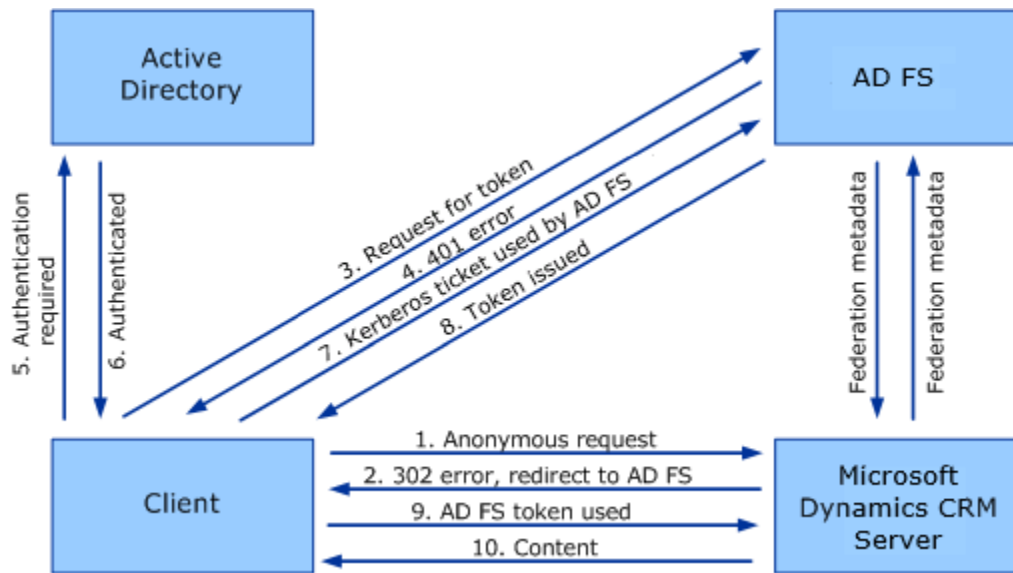 Active
Directory
AD FS
3. Request for token
4. 401 error
7. Kerberos ticket used by AD FS
8. Token issued
5. Authentication
required
6. Authenticated
Federation metadata
Federation metadata
Client
1. Anonymous request
2. 302 error, redirect to AD FS
9. AD FS token used
10. Content
Microsoft
Dynamics CRM
Server